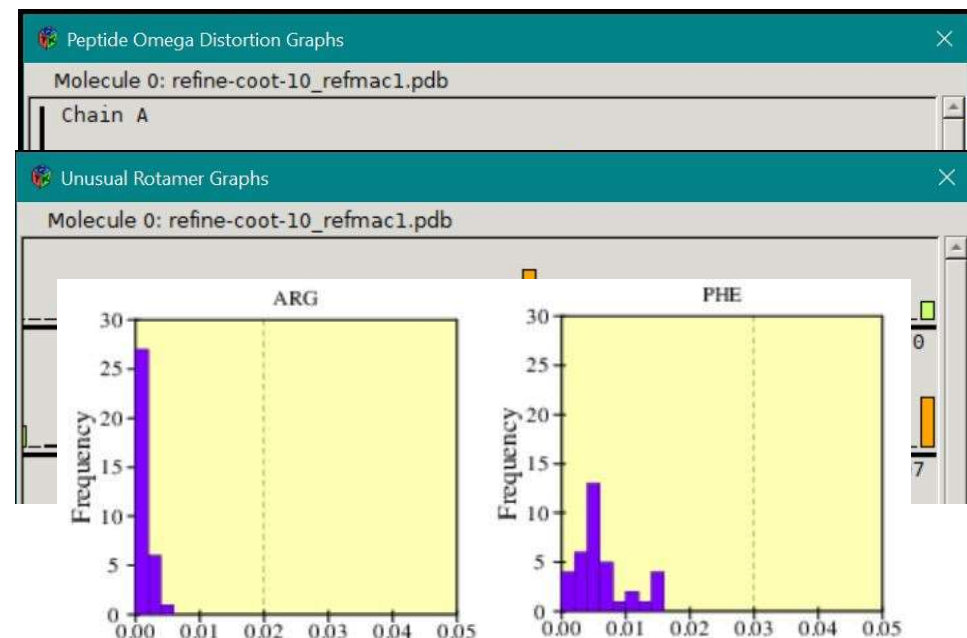 Peptide Omega Distortion Graphs
Molecule 0: refine-coot-10_refmac1.pdb
Chain A
Unusual Rotamer Graphs
Molecule 0: refine-coot-10_refmac1.pdb
ARG
PHE
30
25
20
15
10
5
0
Frequency
0.00 0.01 0.02 0.03 0.04 0.05
30
25
20
15
10
5
0
Frequency
0.00 0.01 0.02 0.03 0.04 0.05
0
7